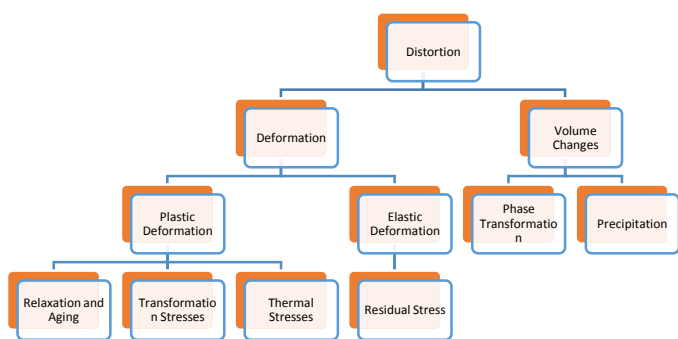 Distortion
Deformation
Volume
Changes
Plastic
Deformation
Elastic
Deformation
Phase
Transformatio
n
Precipitation
Relaxation and
Aging
Transformatio
n Stresses
Thermal
Stresses
Residual Stress